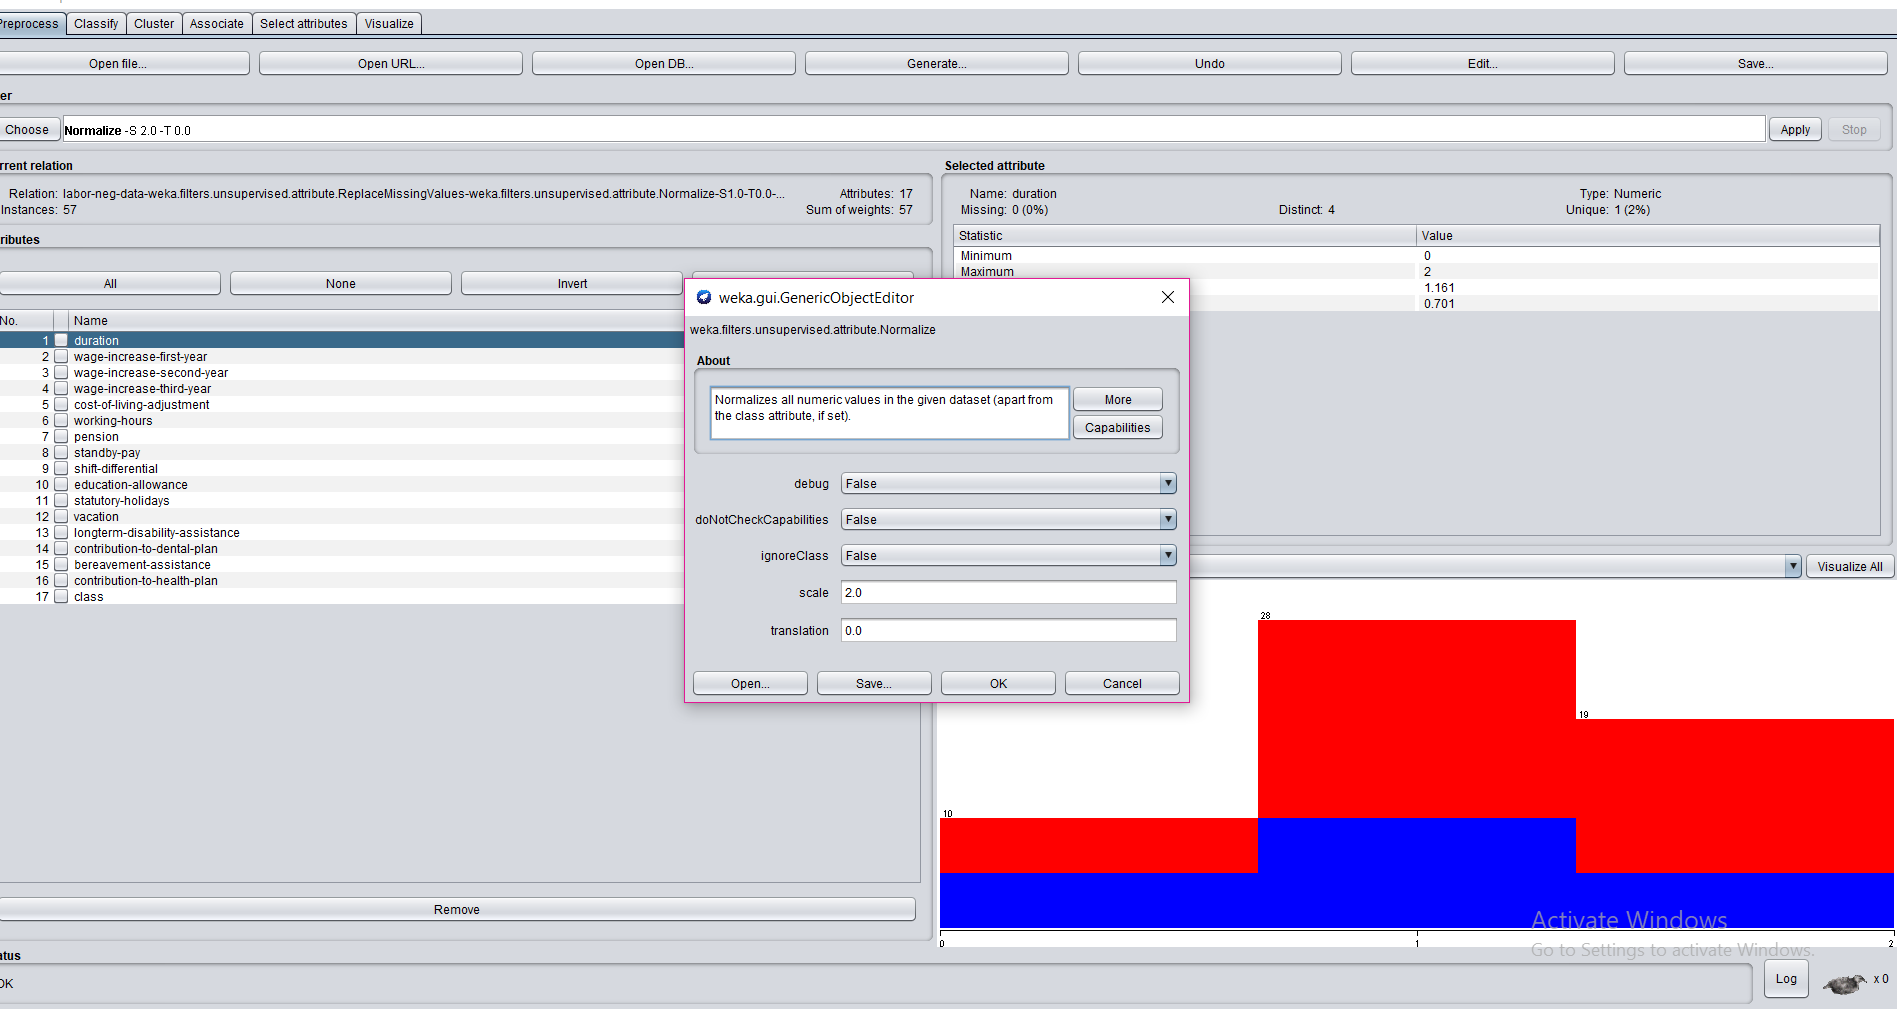 Preprocess Classify Cluster Associate Select attributes Visualize
Open file... Open URL... Open DB... Generate... Undo Edit... Save...
er
Choose Normalize -S 2.0 -T 0.0 Apply Stop
rrent relation
Relation: labor-neg-data-weka.filters.unsupervised.attribute.ReplaceMissingValues-weka.filters.unsupervised.attribute.Normalize-S1.0-T0.0-... Attributes: 17
Instances: 57 Sum of weights: 57
Selected attribute
Name: duration Type: Numeric
Missing: 0 (0%) Distinct: 4 Unique: 1 (2%)
Statistic Value
Minimum 0
Maximum 2
1.161
0.701
ributes
All None Invert
No. Name
1 duration
2 wage-increase-first-year
3 wage-increase-second-year
4 wage-increase-third-year
5 cost-of-living-adjustment
6 working-hours
7 pension
8 standby-pay
9 shift-differential
10 education-allowance
11 statutory-holidays
12 vacation
13 longterm-disability-assistance
14 contribution-to-dental-plan
15 bereavement-assistance
16 contribution-to-health-plan
17 class
Remove
weka.gui.GenericObjectEditor
weka.filters.unsupervised.attribute.Normalize
About
Normalizes all numeric values in the given dataset (apart from
the class attribute, if set).
More
Capabilities
debug False
doNotCheckCapabilities False
ignoreClass False
scale 2.0
translation 0.0
Open... Save... OK Cancel
Visualize All
28
19
10
0 1 2
Activate Windows
Go to Settings to activate Windows.
atus
OK
Log x 0